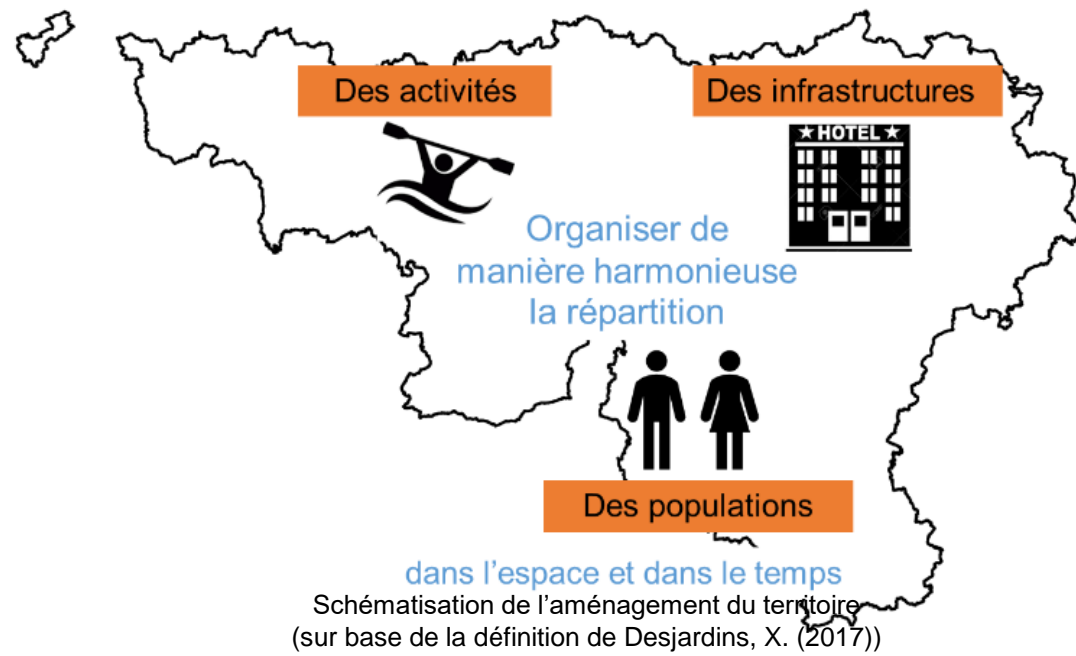 Des activités
Des infrastructures
★ HOTEL ★
Organiser de
manière harmonieuse
la répartition
Des populations
dans l’espace et dans le temps
Schématisation de l’aménagement du territoire
(sur base de la définition de Desjardins, X. (2017))